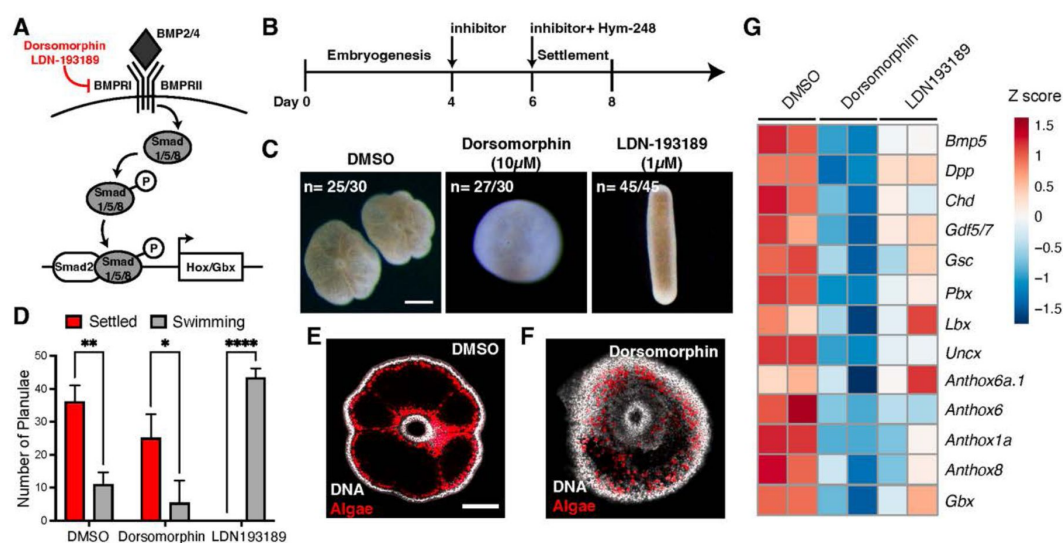 A
Dorsomorphin
LDN-193189
BMP2/4
BMPRI
BMPRII
Smad
1/5/8
P
Smad
1/5/8
P
Smad2
Smad
1/5/8
Hox/Gbx
B
inhibitor
inhibitor+ Hym-248
Embryogenesis
Settlement
Day 0
4
6
8
C
DMSO
Dorsomorphin
(10µM)
LDN-193189
(1µM)
n= 25/30
n= 27/30
n= 45/45
D
Settled
Swimming
**
*
****
Number of Planulae
50
40
30
20
10
0
DMSO
Dorsomorphin
LDN193189
E
DMSO
DNA
Algae
F
Dorsomorphin
DNA
Algae
G
DMSO
Dorsomorphin
LDN193189
Z score
1.5
1
0.5
0
−0.5
−1
−1.5
Bmp5
Dpp
Chd
Gdf5/7
Gsc
Pbx
Lbx
Uncx
Anthox6a.1
Anthox6
Anthox1a
Anthox8
Gbx